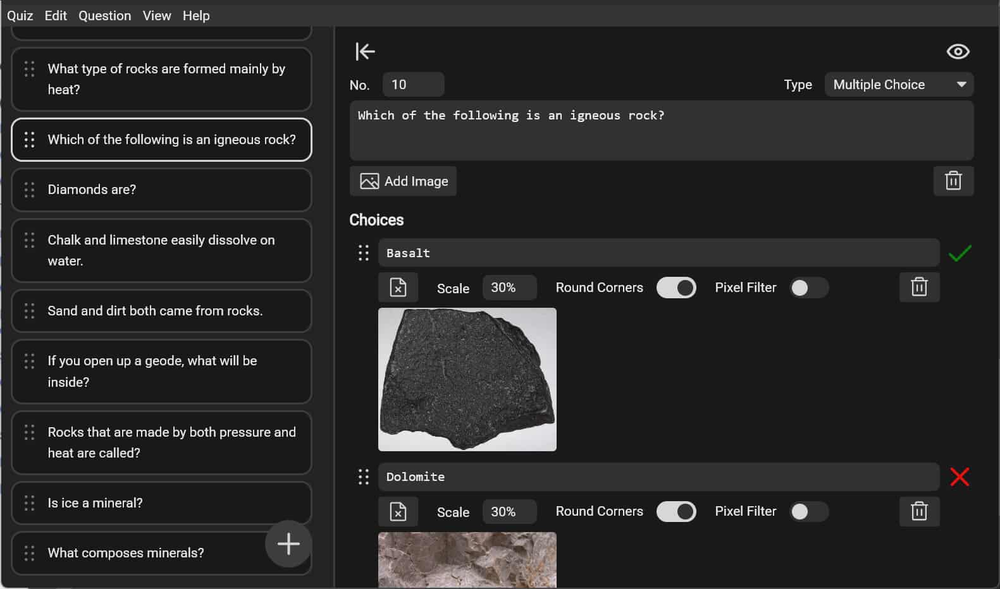 Quiz Edit Question View Help
What type of rocks are formed mainly by
heat?
Which of the following is an igneous rock?
Diamonds are?
Chalk and limestone easily dissolve on
water.
Sand and dirt both came from rocks.
If you open up a geode, what will be
inside?
Rocks that are made by both pressure and
heat are called?
Is ice a mineral?
What composes minerals?
No. 10
Type Multiple Choice
Which of the following is an igneous rock?
Add Image
Choices
Basalt
Scale 30% Round Corners Pixel Filter
Dolomite
Scale 30% Round Corners Pixel Filter